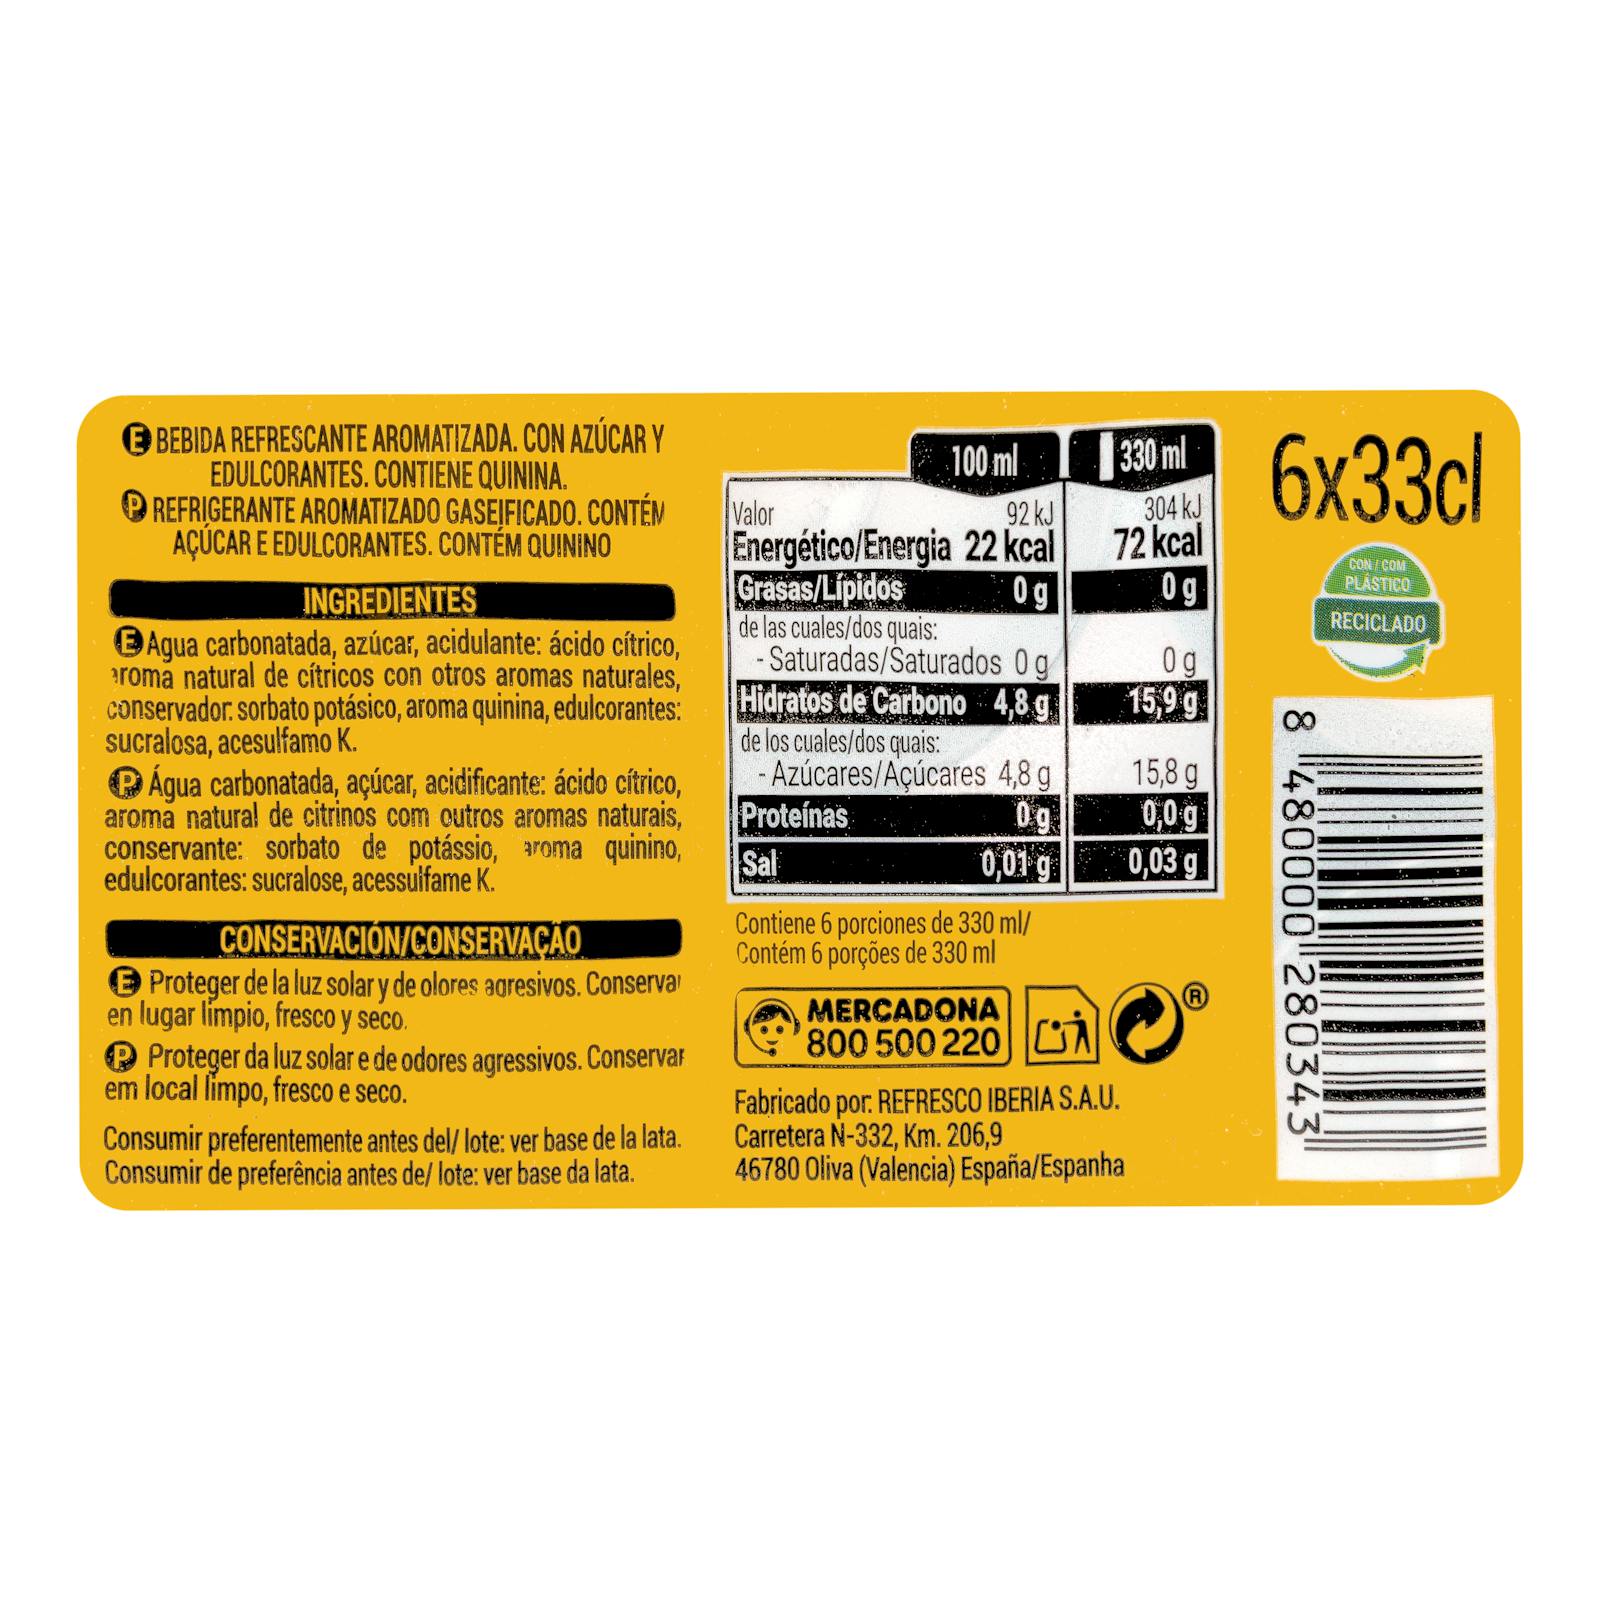 E BEBIDA REFRESCANTE AROMATIZADA. CON AZÚCAR Y
EDULCORANTES. CONTIENE QUININA.
P REFRIGERANTE AROMATIZADO GASEIFICADO. CONTÉM
AÇÚCAR E EDULCORANTES. CONTÉM QUININO
INGREDIENTES
E Agua carbonatada, azúcar, acidulante: ácido cítrico,
aroma natural de cítricos con otros aromas naturales,
conservador: sorbato potásico, aroma quinina, edulcorantes:
sucralosa, acesulfamo K.
P Água carbonatada, açúcar, acidificante: ácido cítrico,
aroma natural de citrinos com outros aromas naturais,
conservante: sorbato de potássio, aroma quinino,
edulcorantes: sucralose, acessulfame K.
CONSERVACIÓN/CONSERVAÇÃO
E Proteger de la luz solar y de olores agresivos. Conservar
en lugar limpio, fresco y seco.
P Proteger da luz solar e de odores agressivos. Conservar
em local limpo, fresco e seco.
Consumir preferentemente antes del/ lote: ver base de la lata.
Consumir de preferência antes de/ lote: ver base da lata.
100 ml 330 ml
Valor 92 kJ 304 kJ
Energético/Energia 22 kcal 72 kcal
Grasas/Lípidos 0 g 0 g
de las cuales/dos quais:
- Saturadas/Saturados 0 g 0 g
Hidratos de Carbono 4,8 g 15,9 g
de los cuales/dos quais:
- Azúcares/Açúcares 4,8 g 15,8 g
Proteínas 0 g 0,0 g
Sal 0,01 g 0,03 g
Contiene 6 porciones de 330 ml/
Contém 6 porções de 330 ml
MERCADONA
800 500 220
®
Fabricado por: REFRESCO IBERIA S.A.U.
Carretera N-332, Km. 206,9
46780 Oliva (Valencia) España/Espanha
6x33cl
CON / COM
PLÁSTICO
RECICLADO
8 480000 280343